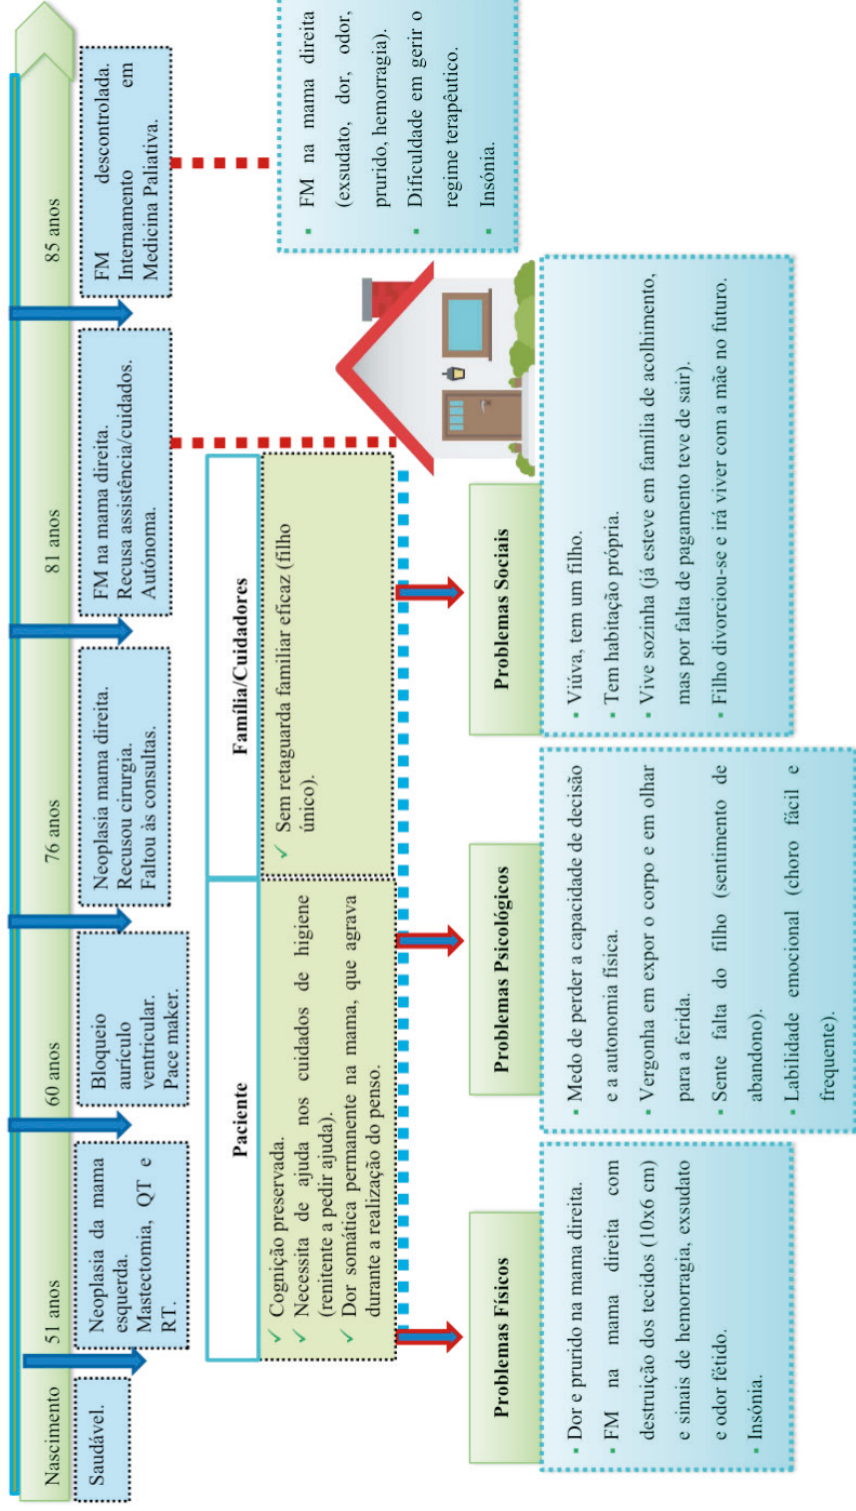 Nascimento
51 anos
60 anos
76 anos
81 anos
85 anos
Saudável.
Neoplasia da mama
esquerda.
Mastectomia, QT e
RT.
Bloqueio
aurículo
ventricular.
Pace maker.
Neoplasia mama direita.
Recusou cirurgia.
Faltou às consultas.
FM na mama direita.
Recusa assistência/cuidados.
Autónoma.
FM descontrolada.
Internamento em
Medicina Paliativa.
Paciente
Família/Cuidadores
✓ Cognição preservada.
✓ Necessita de ajuda nos cuidados de higiene
(renitente a pedir ajuda).
✓ Dor somática permanente na mama, que agrava
durante a realização do penso.
✓ Sem retaguarda familiar eficaz (filho
único).
▪ FM na mama direita
(exsudato, dor, odor,
prurido, hemorragia).
▪ Dificuldade em gerir o
regime terapêutico.
▪ Insónia.
Problemas Físicos
▪ Dor e prurido na mama direita.
▪ FM na mama direita com
destruição dos tecidos (10x6 cm)
e sinais de hemorragia, exsudato
e odor fétido.
▪ Insónia.
Problemas Psicológicos
▪ Medo de perder a capacidade de decisão
e a autonomia física.
▪ Vergonha em expor o corpo e em olhar
para a ferida.
▪ Sente falta do filho (sentimento de
abandono).
▪ Labilidade emocional (choro fácil e
frequente).
Problemas Sociais
▪ Viúva, tem um filho.
▪ Tem habitação própria.
▪ Vive sozinha (já esteve em família de acolhimento,
mas por falta de pagamento teve de sair).
▪ Filho divorciou-se e irá viver com a mãe no futuro.